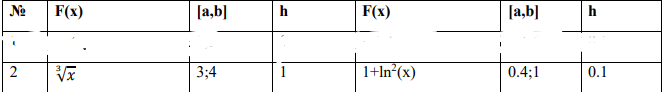 № F(x) [a,b] h F(x) [a,b] h
2 ∛x 3;4 1 1+ln²(x) 0.4;1 0.1